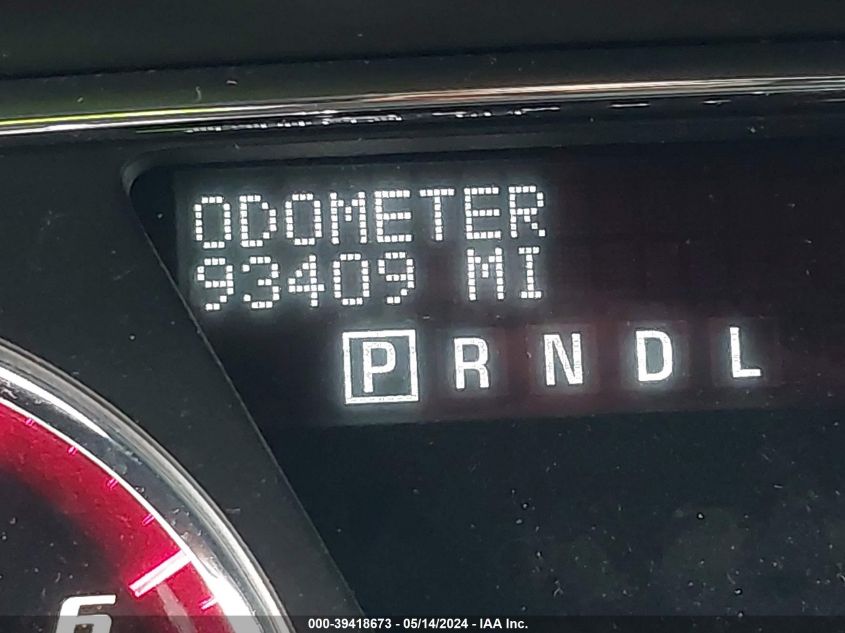 ODOMETER
93409 MI
P R N D L
6
000-39418673 - 05/14/2024 - IAA Inc.